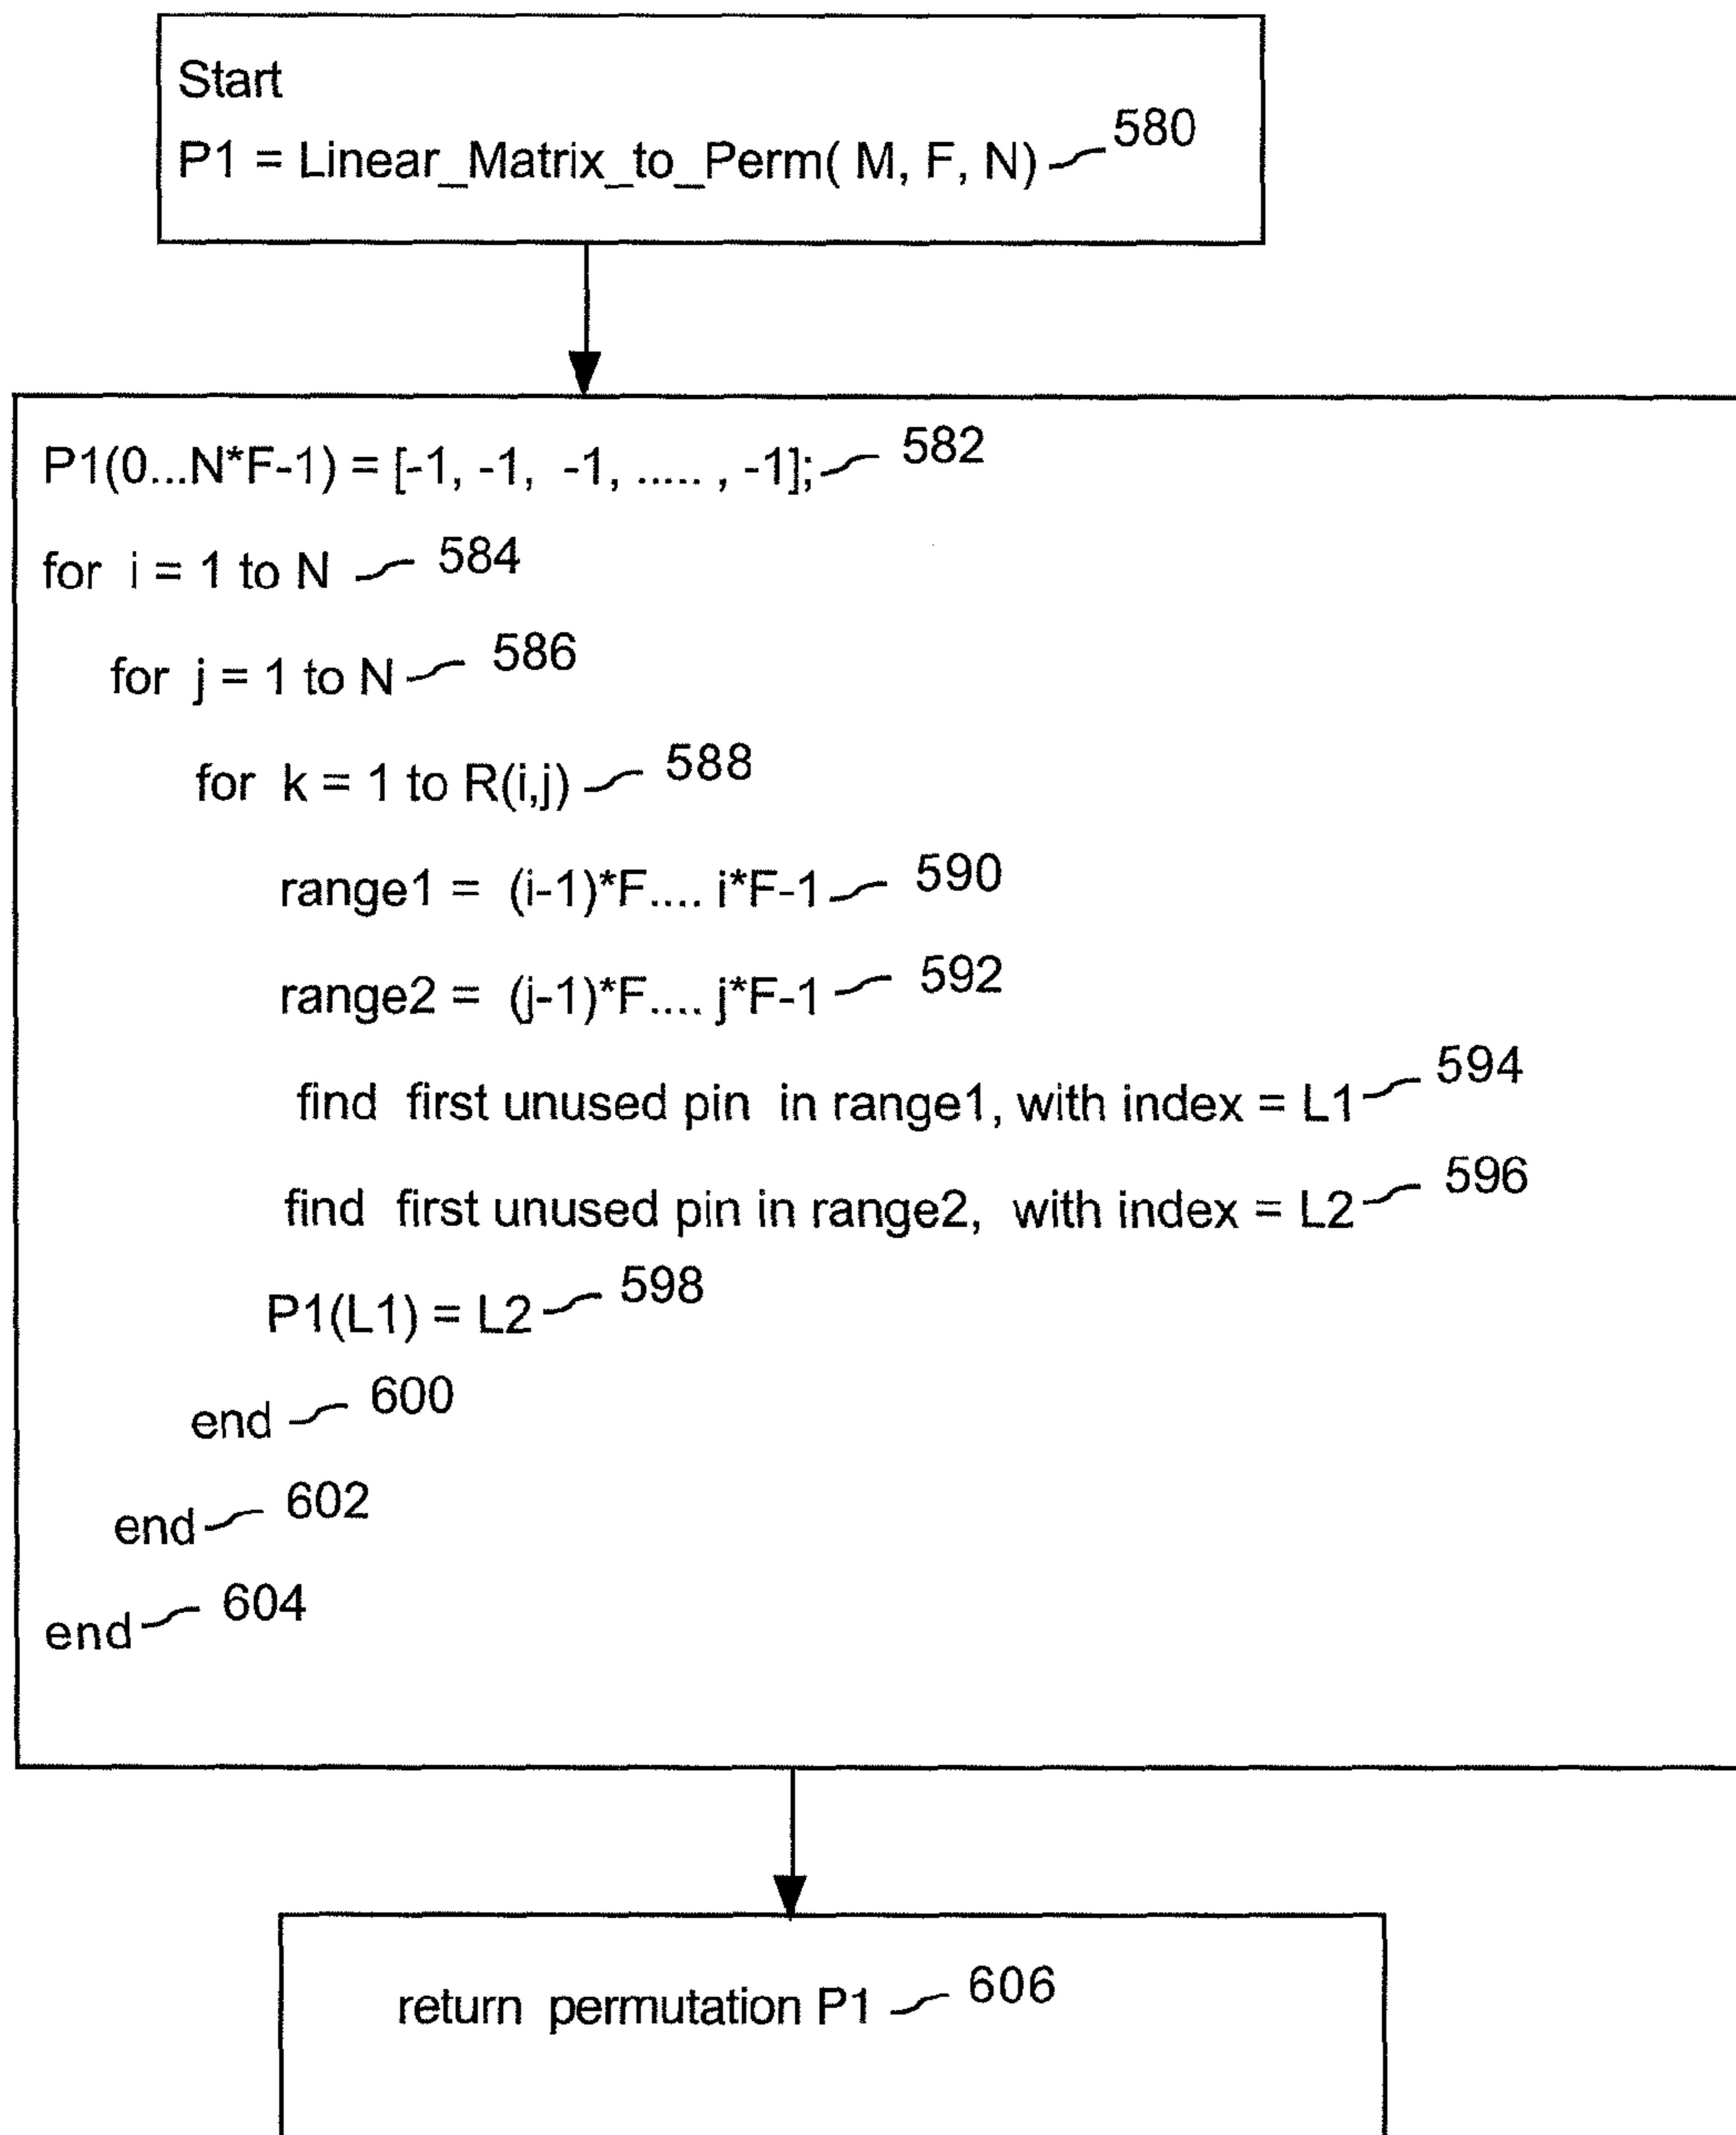 Start
P1 = Linear_Matrix_to_Perm( M, F, N) 580
P1(0...N*F-1) = [-1, -1, -1, ..... , -1]; 582
for i = 1 to N 584
for j = 1 to N 586
for k = 1 to R(i,j) 588
range1 = (i-1)*F.... i*F-1 590
range2 = (j-1)*F.... j*F-1 592
find first unused pin in range1, with index = L1 594
find first unused pin in range2, with index = L2 596
P1(L1) = L2 598
end 600
end 602
end 604
return permutation P1 606